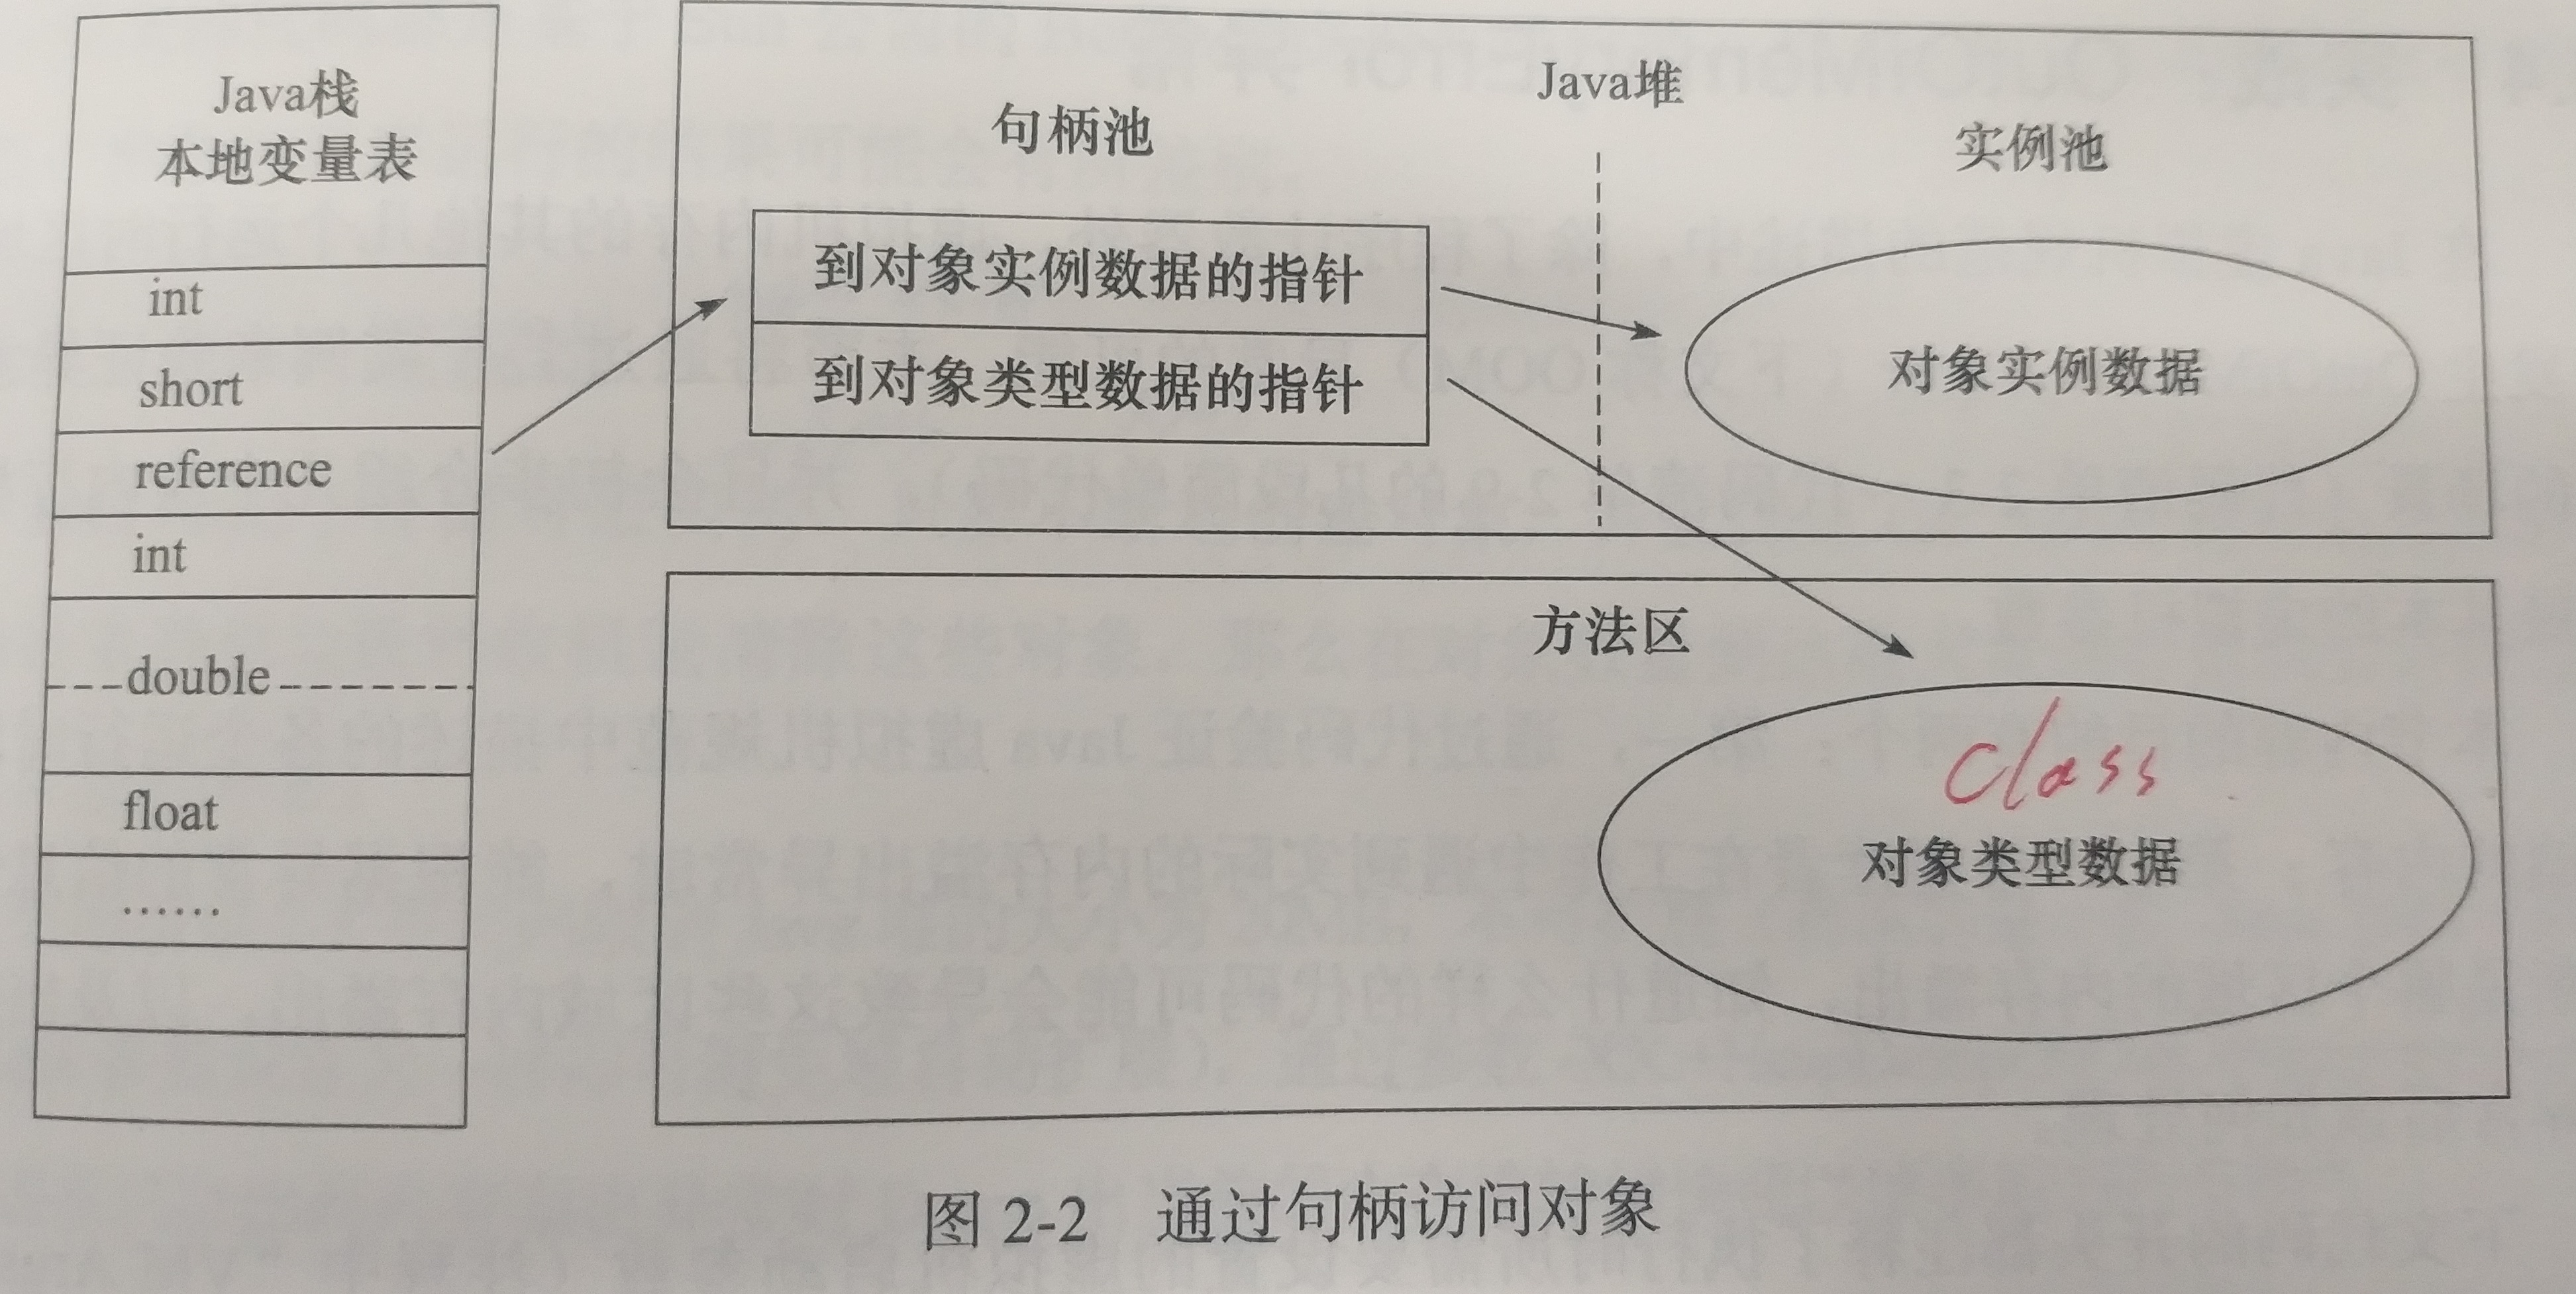 Java栈
本地变量表
int
short
reference
int
double
float
……
Java堆
句柄池
实例池
到对象实例数据的指针
到对象类型数据的指针
对象实例数据
方法区
class
对象类型数据
图 2-2 通过句柄访问对象